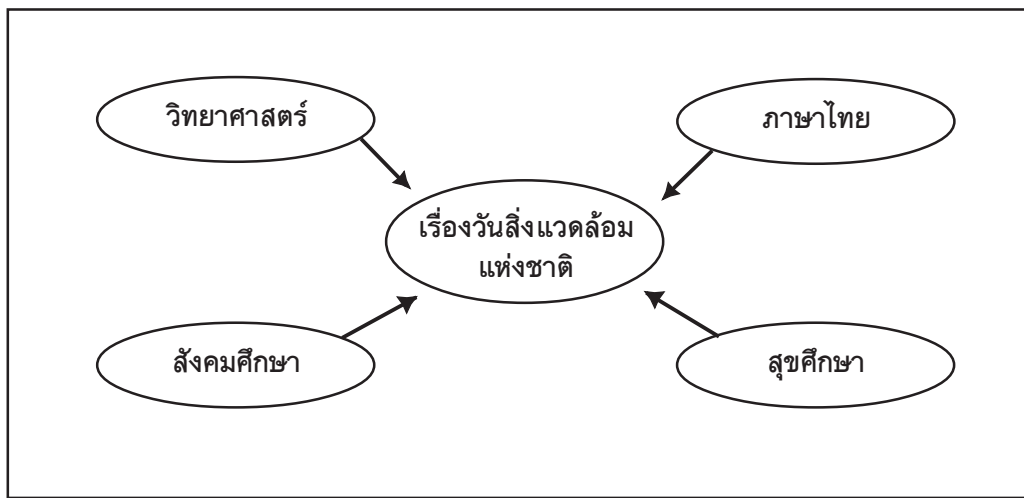 วิทยาศาสตร์
ภาษาไทย
เรื่องวันสิ่งแวดล้อม
แห่งชาติ
สังคมศึกษา
สุขศึกษา